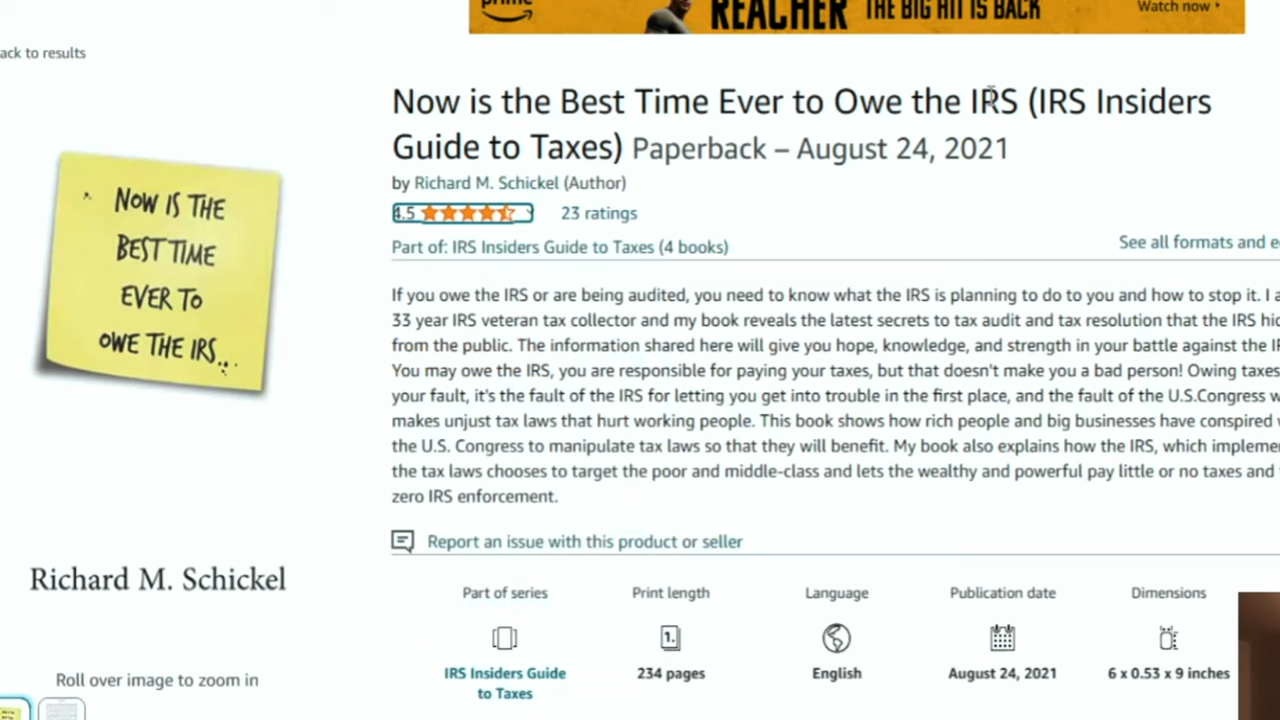 prime
REACHER THE BIG HIT IS BACK
Watch now
ack to results
Now is the Best Time Ever to Owe the IRS (IRS Insiders
Guide to Taxes) Paperback – August 24, 2021
by Richard M. Schickel (Author)
4.5 23 ratings
Part of: IRS Insiders Guide to Taxes (4 books)
See all formats and e
NOW IS THE
BEST TIME
EVER TO
OWE THE IRS...
If you owe the IRS or are being audited, you need to know what the IRS is planning to do to you and how to stop it. I a
33 year IRS veteran tax collector and my book reveals the latest secrets to tax audit and tax resolution that the IRS hid
from the public. The information shared here will give you hope, knowledge, and strength in your battle against the IR
You may owe the IRS, you are responsible for paying your taxes, but that doesn't make you a bad person! Owing taxes
your fault, it's the fault of the IRS for letting you get into trouble in the first place, and the fault of the U.S.Congress w
makes unjust tax laws that hurt working people. This book shows how rich people and big businesses have conspired
the U.S. Congress to manipulate tax laws so that they will benefit. My book also explains how the IRS, which implemen
the tax laws chooses to target the poor and middle-class and lets the wealthy and powerful pay little or no taxes and
zero IRS enforcement.
Report an issue with this product or seller
Richard M. Schickel
Roll over image to zoom in
Part of series Print length Language Publication date Dimensions
1.
IRS Insiders Guide 234 pages English August 24, 2021 6 x 0.53 x 9 inches
to Taxes